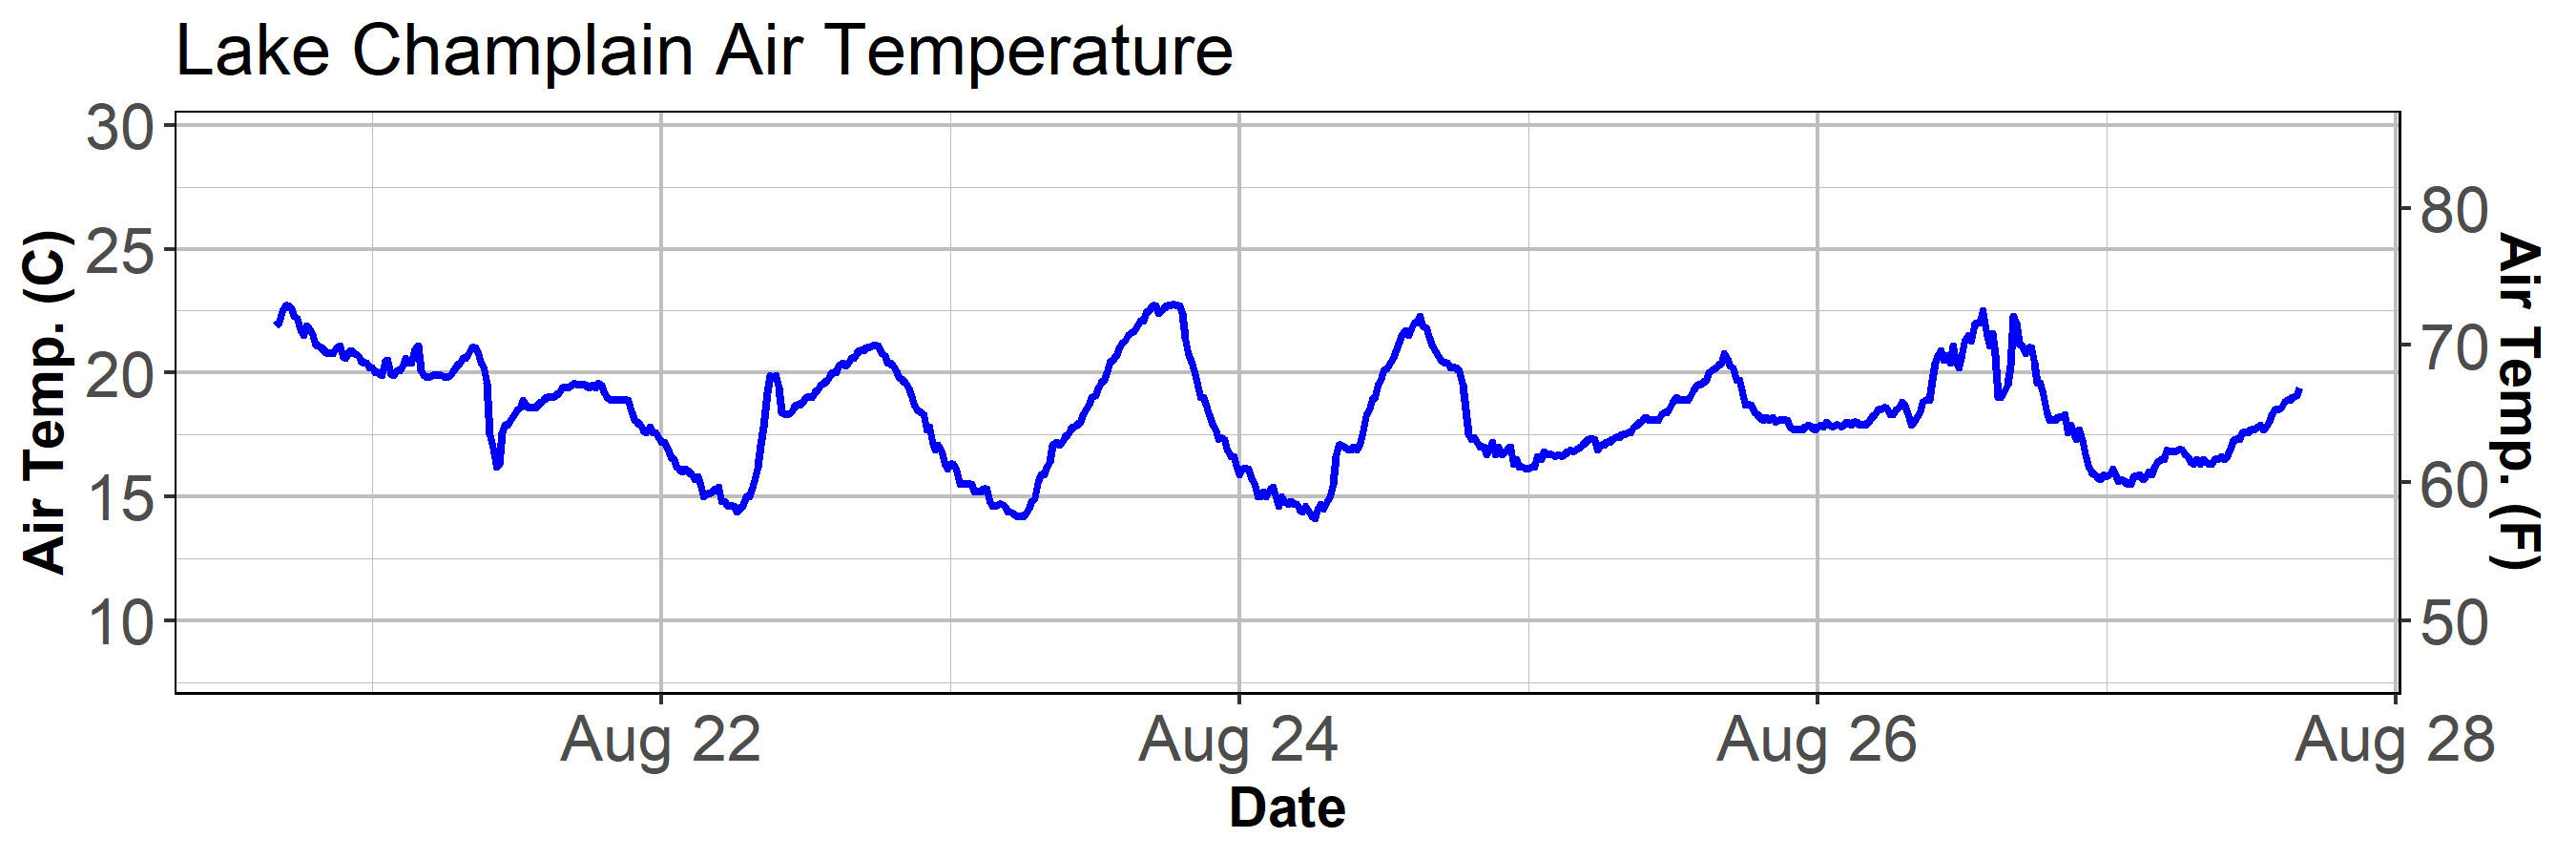 Lake Champlain Air Temperature
Air Temp. (C)
30
25
20
15
10
80
70
60
50
Air Temp. (F)
Aug 22 Aug 24 Aug 26 Aug 28
Date